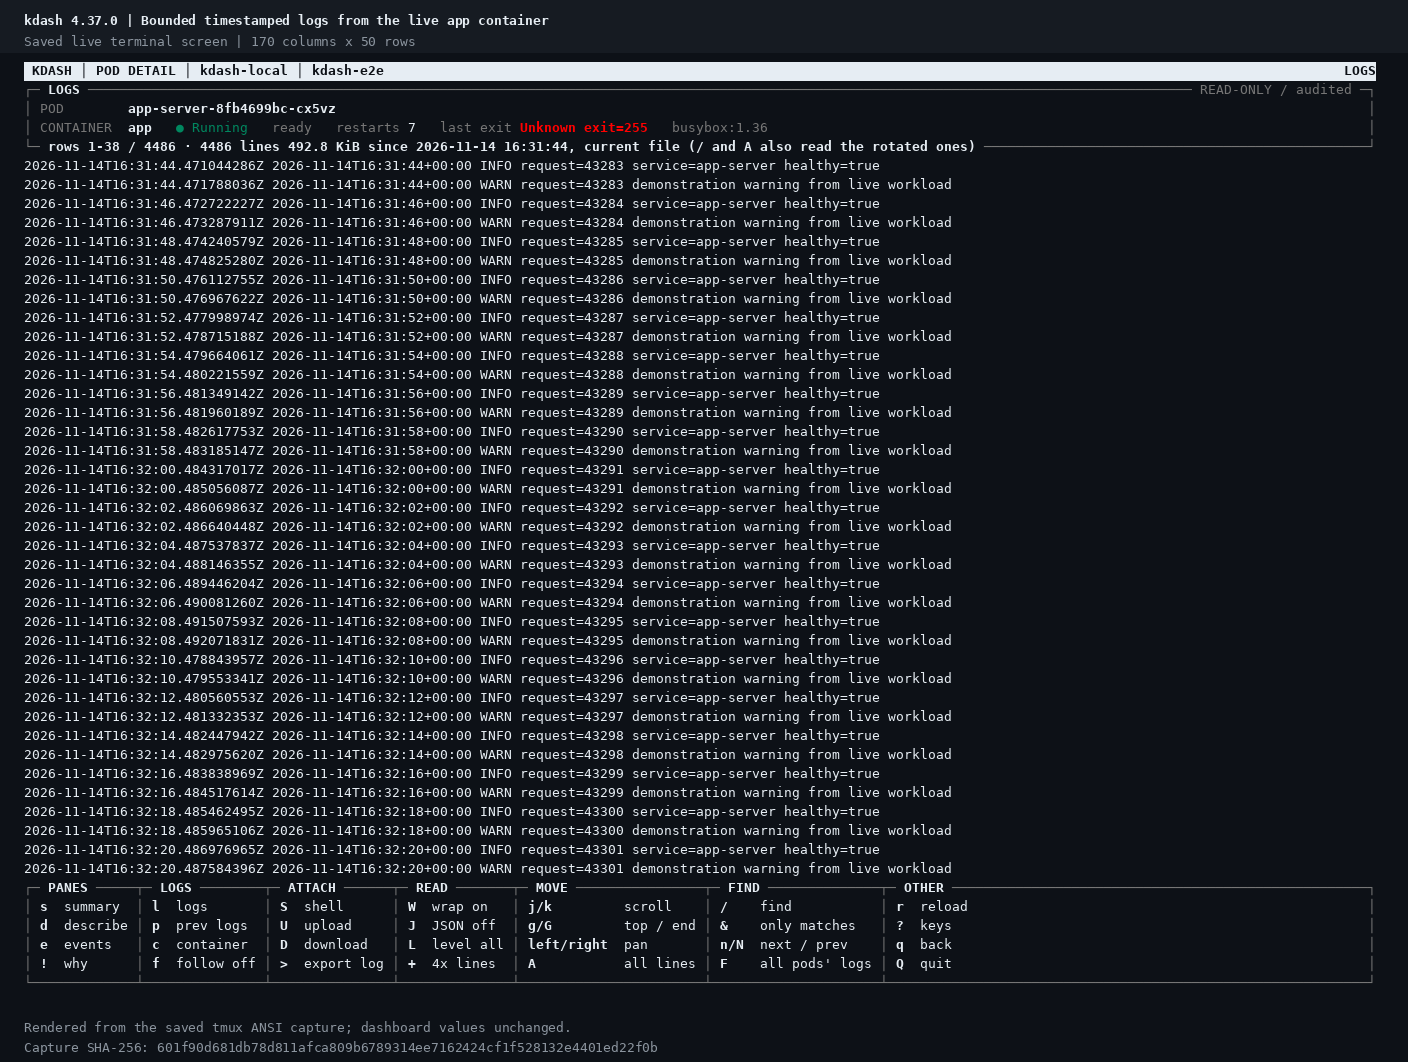 kdash 4.37.0 | Bounded timestamped logs from the live app container
Saved live terminal screen | 170 columns x 50 rows
KDASH │ POD DETAIL │ kdash-local │ kdash-e2e LOGS
LOGS READ-ONLY / audited
POD app-server-8fb4699bc-cx5vz
CONTAINER app ● Running ready restarts 7 last exit Unknown exit=255 busybox:1.36
rows 1-38 / 4486 · 4486 lines 492.8 KiB since 2026-11-14 16:31:44, current file (/ and A also read the rotated ones)
2026-11-14T16:31:44.471044286Z 2026-11-14T16:31:44+00:00 INFO request=43283 service=app-server healthy=true
2026-11-14T16:31:44.471788036Z 2026-11-14T16:31:44+00:00 WARN request=43283 demonstration warning from live workload
2026-11-14T16:31:46.472722227Z 2026-11-14T16:31:46+00:00 INFO request=43284 service=app-server healthy=true
2026-11-14T16:31:46.473287911Z 2026-11-14T16:31:46+00:00 WARN request=43284 demonstration warning from live workload
2026-11-14T16:31:48.474240579Z 2026-11-14T16:31:48+00:00 INFO request=43285 service=app-server healthy=true
2026-11-14T16:31:48.474825280Z 2026-11-14T16:31:48+00:00 WARN request=43285 demonstration warning from live workload
2026-11-14T16:31:50.476112755Z 2026-11-14T16:31:50+00:00 INFO request=43286 service=app-server healthy=true
2026-11-14T16:31:50.476967622Z 2026-11-14T16:31:50+00:00 WARN request=43286 demonstration warning from live workload
2026-11-14T16:31:52.477998974Z 2026-11-14T16:31:52+00:00 INFO request=43287 service=app-server healthy=true
2026-11-14T16:31:52.478715188Z 2026-11-14T16:31:52+00:00 WARN request=43287 demonstration warning from live workload
2026-11-14T16:31:54.479664061Z 2026-11-14T16:31:54+00:00 INFO request=43288 service=app-server healthy=true
2026-11-14T16:31:54.480221559Z 2026-11-14T16:31:54+00:00 WARN request=43288 demonstration warning from live workload
2026-11-14T16:31:56.481349142Z 2026-11-14T16:31:56+00:00 INFO request=43289 service=app-server healthy=true
2026-11-14T16:31:56.481960189Z 2026-11-14T16:31:56+00:00 WARN request=43289 demonstration warning from live workload
2026-11-14T16:31:58.482617753Z 2026-11-14T16:31:58+00:00 INFO request=43290 service=app-server healthy=true
2026-11-14T16:31:58.483185147Z 2026-11-14T16:31:58+00:00 WARN request=43290 demonstration warning from live workload
2026-11-14T16:32:00.484317017Z 2026-11-14T16:32:00+00:00 INFO request=43291 service=app-server healthy=true
2026-11-14T16:32:00.485056087Z 2026-11-14T16:32:00+00:00 WARN request=43291 demonstration warning from live workload
2026-11-14T16:32:02.486069863Z 2026-11-14T16:32:02+00:00 INFO request=43292 service=app-server healthy=true
2026-11-14T16:32:02.486640448Z 2026-11-14T16:32:02+00:00 WARN request=43292 demonstration warning from live workload
2026-11-14T16:32:04.487537837Z 2026-11-14T16:32:04+00:00 INFO request=43293 service=app-server healthy=true
2026-11-14T16:32:04.488146355Z 2026-11-14T16:32:04+00:00 WARN request=43293 demonstration warning from live workload
2026-11-14T16:32:06.489446204Z 2026-11-14T16:32:06+00:00 INFO request=43294 service=app-server healthy=true
2026-11-14T16:32:06.490081260Z 2026-11-14T16:32:06+00:00 WARN request=43294 demonstration warning from live workload
2026-11-14T16:32:08.491507593Z 2026-11-14T16:32:08+00:00 INFO request=43295 service=app-server healthy=true
2026-11-14T16:32:08.492071831Z 2026-11-14T16:32:08+00:00 WARN request=43295 demonstration warning from live workload
2026-11-14T16:32:10.478843957Z 2026-11-14T16:32:10+00:00 INFO request=43296 service=app-server healthy=true
2026-11-14T16:32:10.479553341Z 2026-11-14T16:32:10+00:00 WARN request=43296 demonstration warning from live workload
2026-11-14T16:32:12.480560553Z 2026-11-14T16:32:12+00:00 INFO request=43297 service=app-server healthy=true
2026-11-14T16:32:12.481332353Z 2026-11-14T16:32:12+00:00 WARN request=43297 demonstration warning from live workload
2026-11-14T16:32:14.482447942Z 2026-11-14T16:32:14+00:00 INFO request=43298 service=app-server healthy=true
2026-11-14T16:32:14.482975620Z 2026-11-14T16:32:14+00:00 WARN request=43298 demonstration warning from live workload
2026-11-14T16:32:16.483838969Z 2026-11-14T16:32:16+00:00 INFO request=43299 service=app-server healthy=true
2026-11-14T16:32:16.484517614Z 2026-11-14T16:32:16+00:00 WARN request=43299 demonstration warning from live workload
2026-11-14T16:32:18.485462495Z 2026-11-14T16:32:18+00:00 INFO request=43300 service=app-server healthy=true
2026-11-14T16:32:18.485965106Z 2026-11-14T16:32:18+00:00 WARN request=43300 demonstration warning from live workload
2026-11-14T16:32:20.486976965Z 2026-11-14T16:32:20+00:00 INFO request=43301 service=app-server healthy=true
2026-11-14T16:32:20.487584396Z 2026-11-14T16:32:20+00:00 WARN request=43301 demonstration warning from live workload
PANES LOGS ATTACH READ MOVE FIND OTHER
s summary │ l logs │ S shell │ W wrap on │ j/k scroll │ / find │ r reload
d describe │ p prev logs │ U upload │ J JSON off │ g/G top / end │ & only matches │ ? keys
e events │ c container │ D download │ L level all │ left/right pan │ n/N next / prev │ q back
! why │ f follow off │ > export log │ + 4x lines │ A all lines │ F all pods' logs │ Q quit
Rendered from the saved tmux ANSI capture; dashboard values unchanged.
Capture SHA-256: 601f90d681db78d811afca809b6789314ee7162424cf1f528132e4401ed22f0b